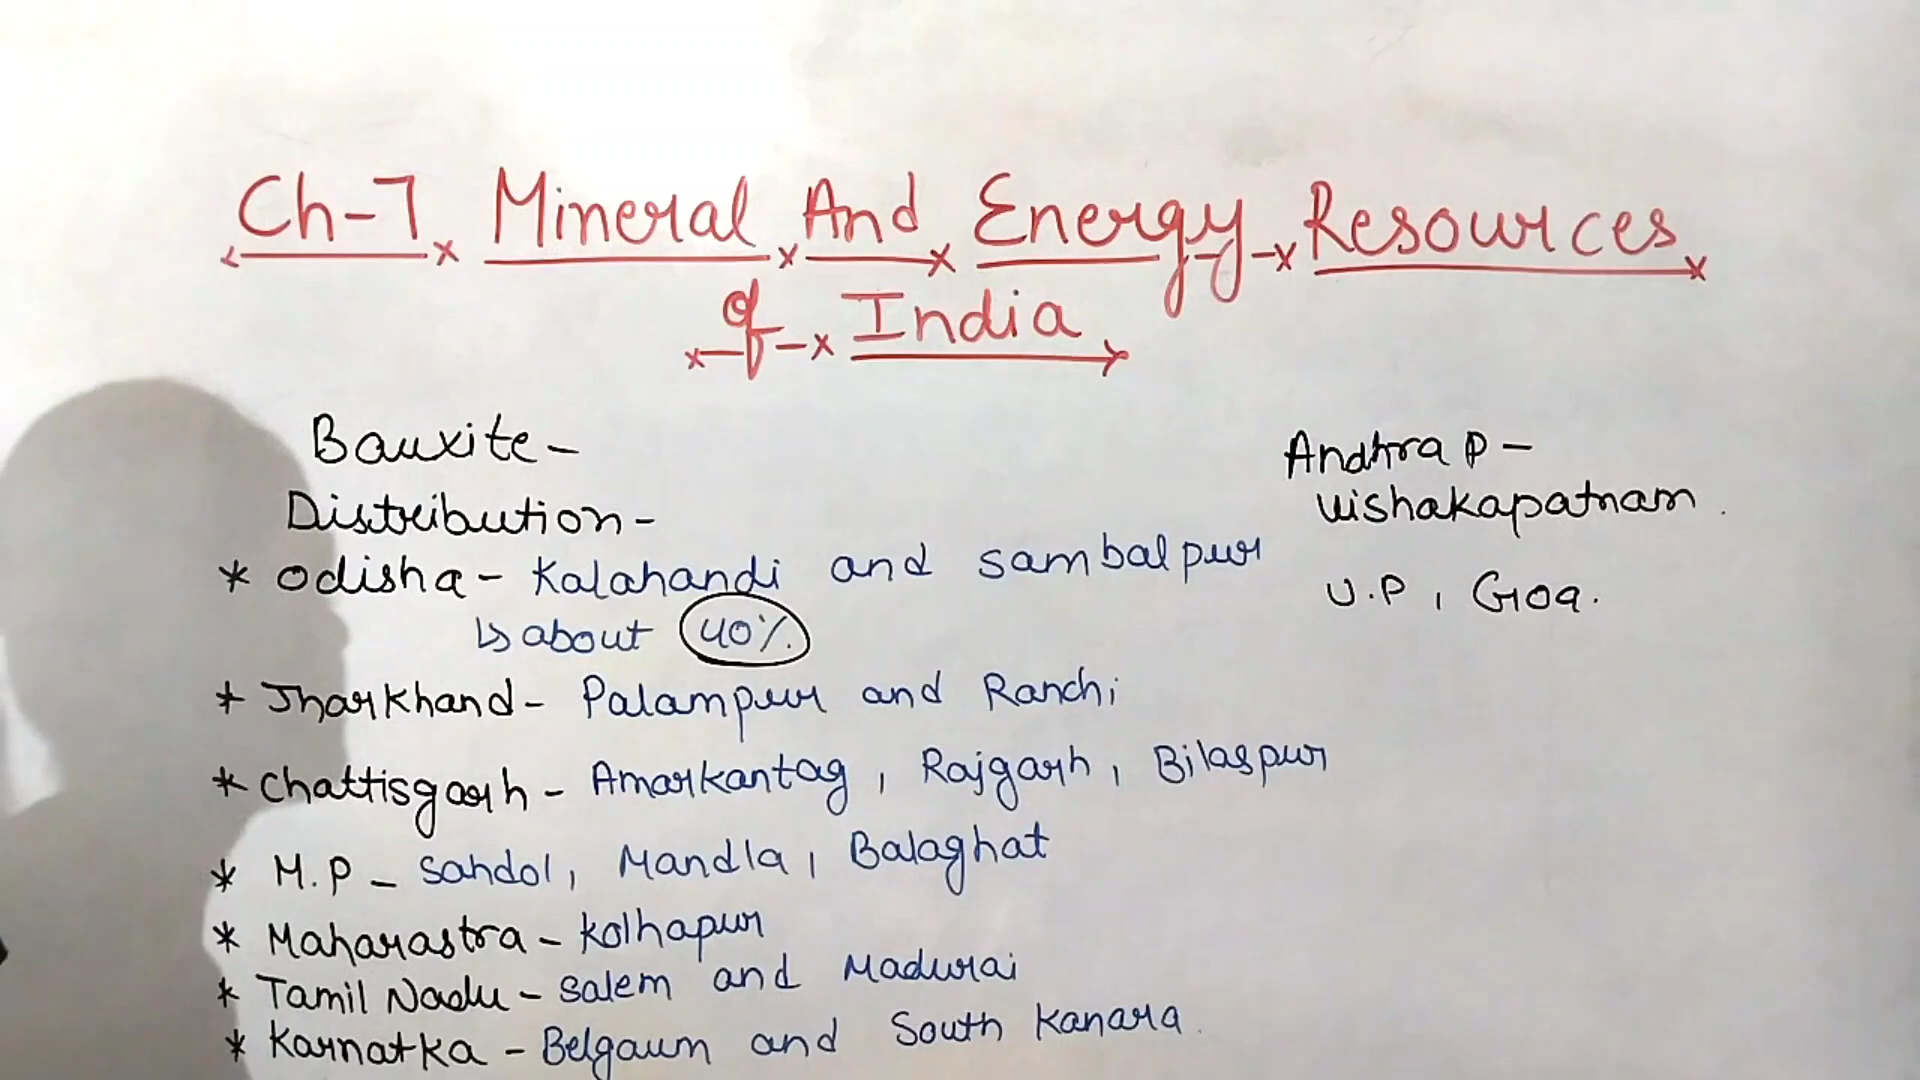 Ch-7 Mineral And Energy Resources
of India
Bauxite -
Distribution -
* Odisha - Kalahandi and sambalpur
↳ about 40%
* Jharkhand - Palampur and Ranchi
* Chattisgarh - Amarkantag, Rajgarh, Bilaspur
* M.P - Sahdol, Mandla, Balaghat
* Maharastra - Kolhapur
* Tamil Nadu - Salem and Madurai
* Karnatka - Belgaum and South Kanara.
Andhra P -
Vishakapatnam.
U.P, Goa.